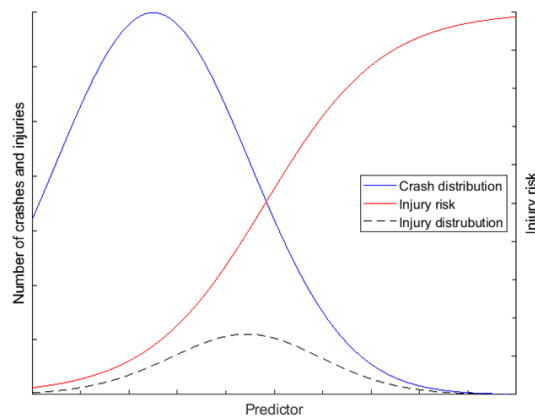 Number of crashes and injuries
Crash distribution
Injury risk
Injury distrubution
Injury risk
Predictor